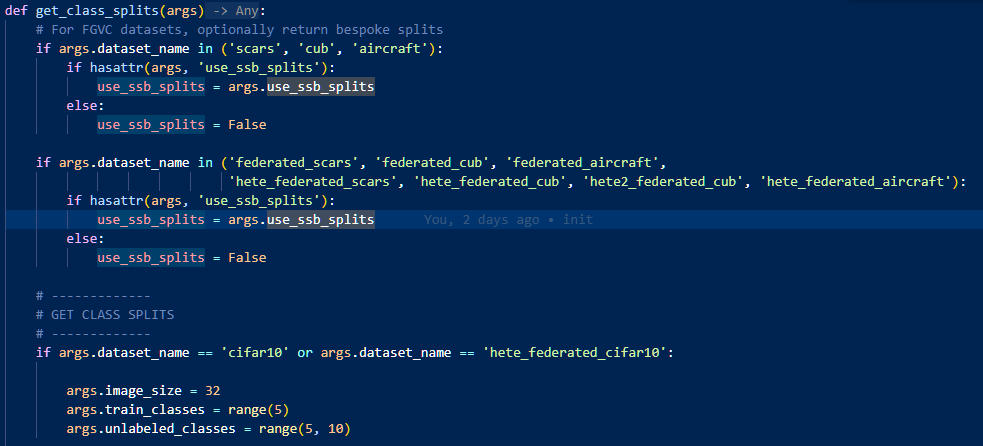 def get_class_splits(args) -> Any:
# For FGVC datasets, optionally return bespoke splits
if args.dataset_name in ('scars', 'cub', 'aircraft'):
if hasattr(args, 'use_ssb_splits'):
use_ssb_splits = args.use_ssb_splits
else:
use_ssb_splits = False
if args.dataset_name in ('federated_scars', 'federated_cub', 'federated_aircraft',
'hete_federated_scars', 'hete_federated_cub', 'hete2_federated_cub', 'hete_federated_aircraft'):
if hasattr(args, 'use_ssb_splits'):
use_ssb_splits = args.use_ssb_splits You, 2 days ago • init
else:
use_ssb_splits = False
# -------------
# GET CLASS SPLITS
# -------------
if args.dataset_name == 'cifar10' or args.dataset_name == 'hete_federated_cifar10':
args.image_size = 32
args.train_classes = range(5)
args.unlabeled_classes = range(5, 10)